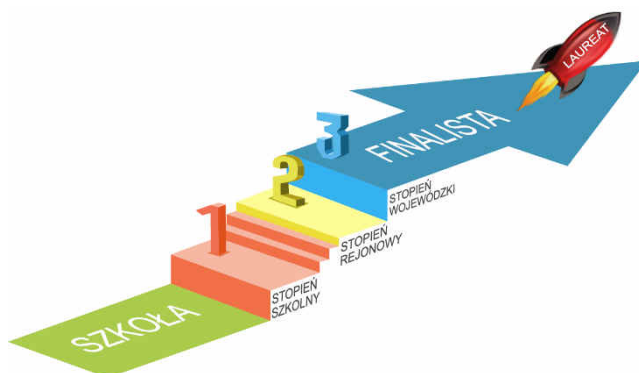 LAUREAT
FINALISTA
3
STOPIEŃ
WOJEWÓDZKI
2
STOPIEŃ
REJONOWY
1
STOPIEŃ
SZKOLNY
SZKOŁA